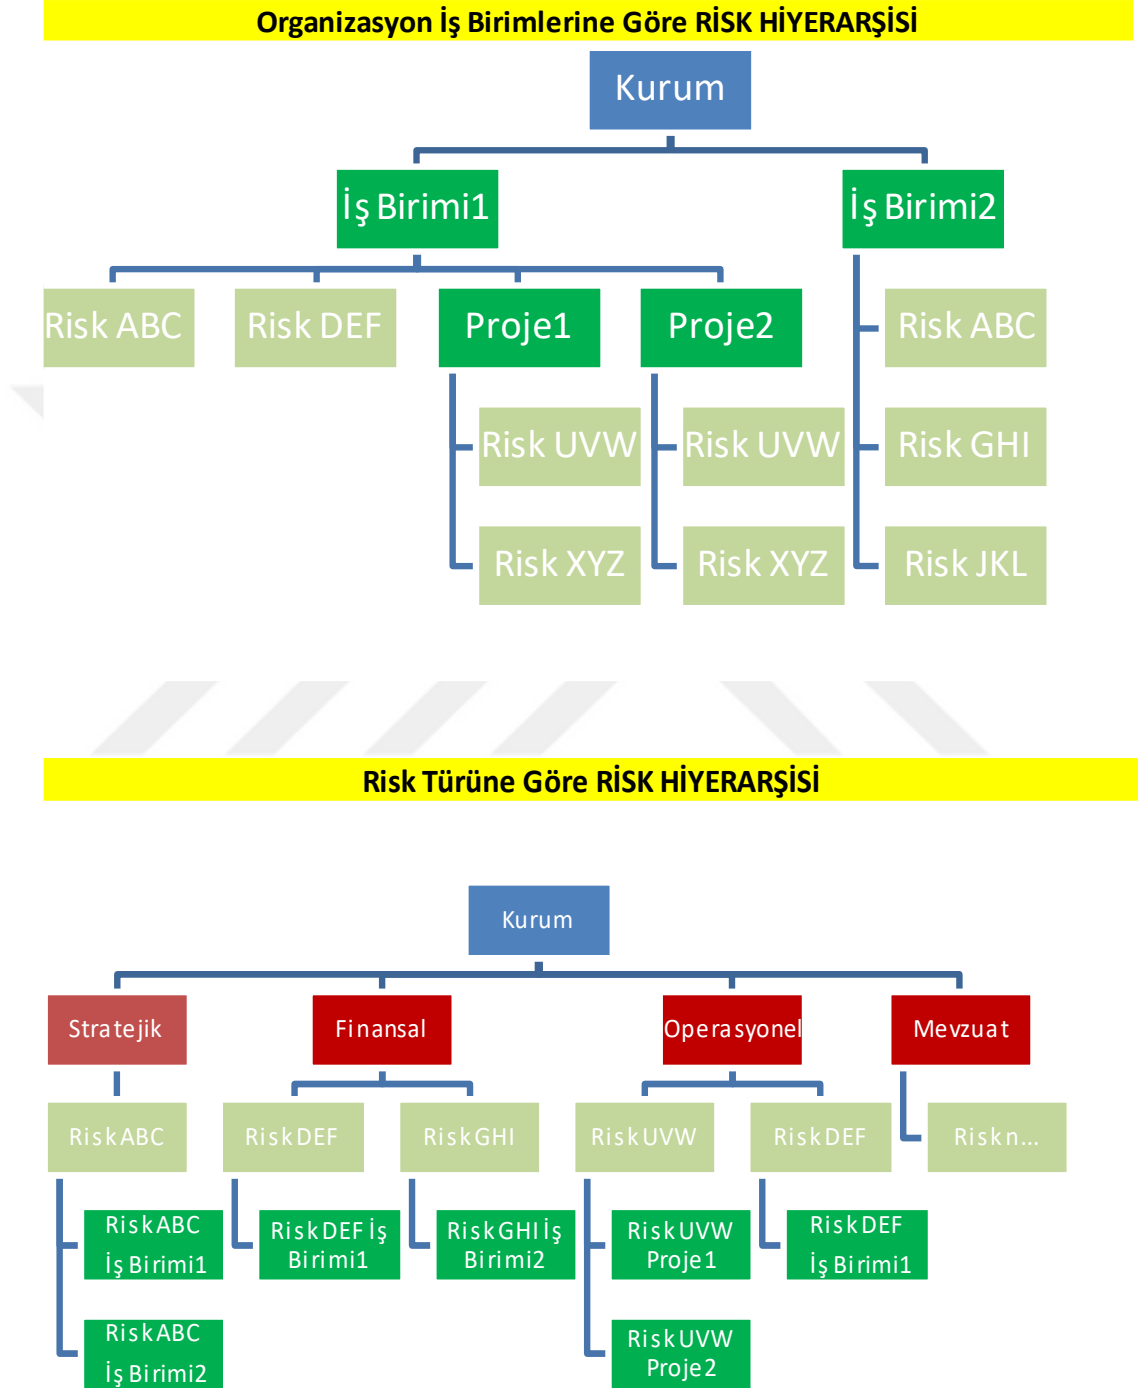 Organizasyon İş Birimlerine Göre RİSK HİYERARŞİSİ
Kurum
İş Birimi1
İş Birimi2
Risk ABC
Risk DEF
Proje1
Proje2
Risk ABC
Risk UVW
Risk UVW
Risk GHI
Risk XYZ
Risk XYZ
Risk JKL
Risk Türüne Göre RİSK HİYERARŞİSİ
Kurum
Stratejik
Finansal
Operasyonel
Mevzuat
Risk ABC
Risk DEF
Risk GHI
Risk UVW
Risk DEF
Risk n...
Risk ABC
İş Birimi1
Risk DEF İş
Birimi1
Risk GHI İş
Birimi2
Risk UVW
Proje1
Risk DEF
İş Birimi1
Risk ABC
İş Birimi2
Risk UVW
Proje2